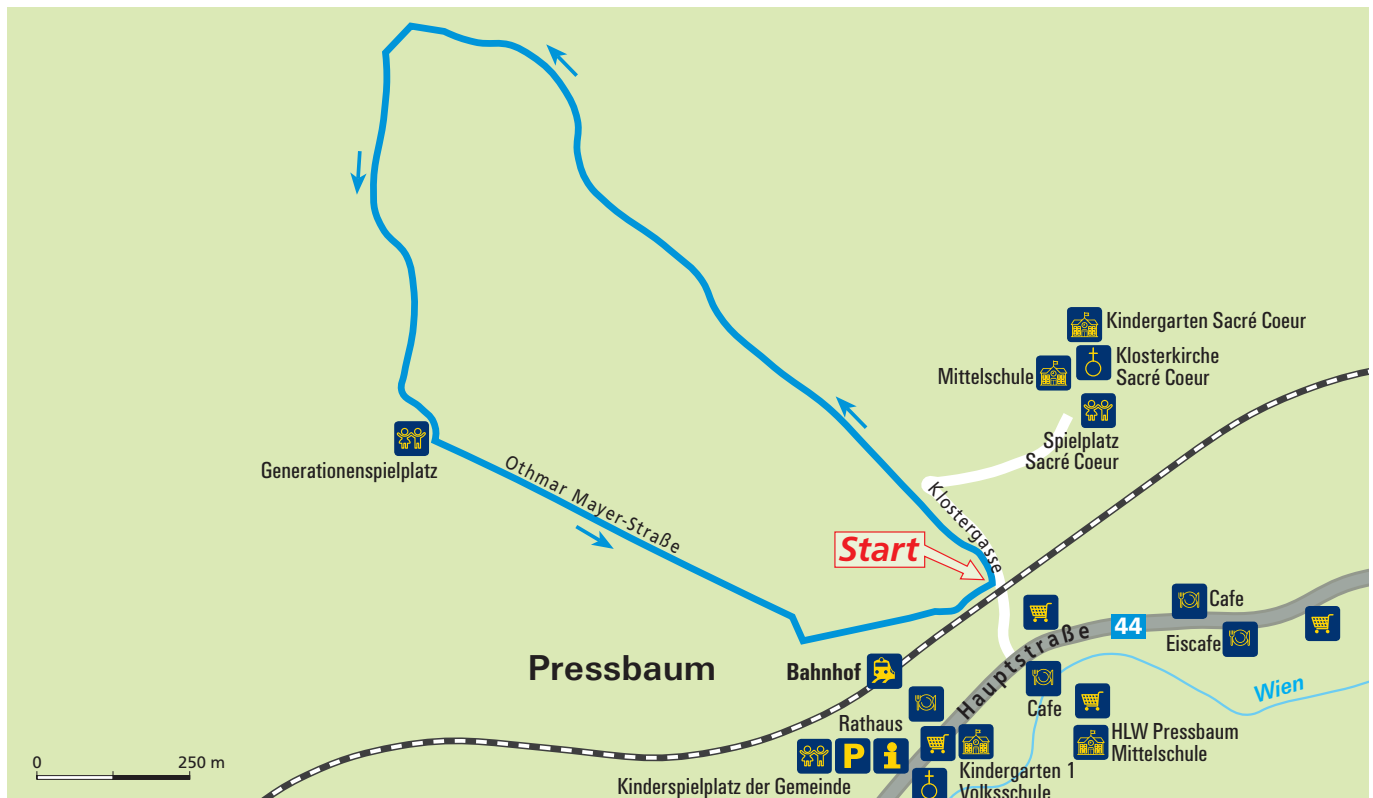 Kindergarten Sacré Coeur
Klosterkirche
Sacré Coeur
Mittelschule
Spielplatz
Sacré Coeur
Generationenspielplatz
Othmar Mayer-Straße
Klostergasse
Start
Cafe
44
Hauptstraße
Eiscafe
Pressbaum
Bahnhof
Wien
Cafe
Rathaus
P
i
HLW Pressbaum
Mittelschule
0 250 m
Kinderspielplatz der Gemeinde
Kindergarten 1
Volksschule